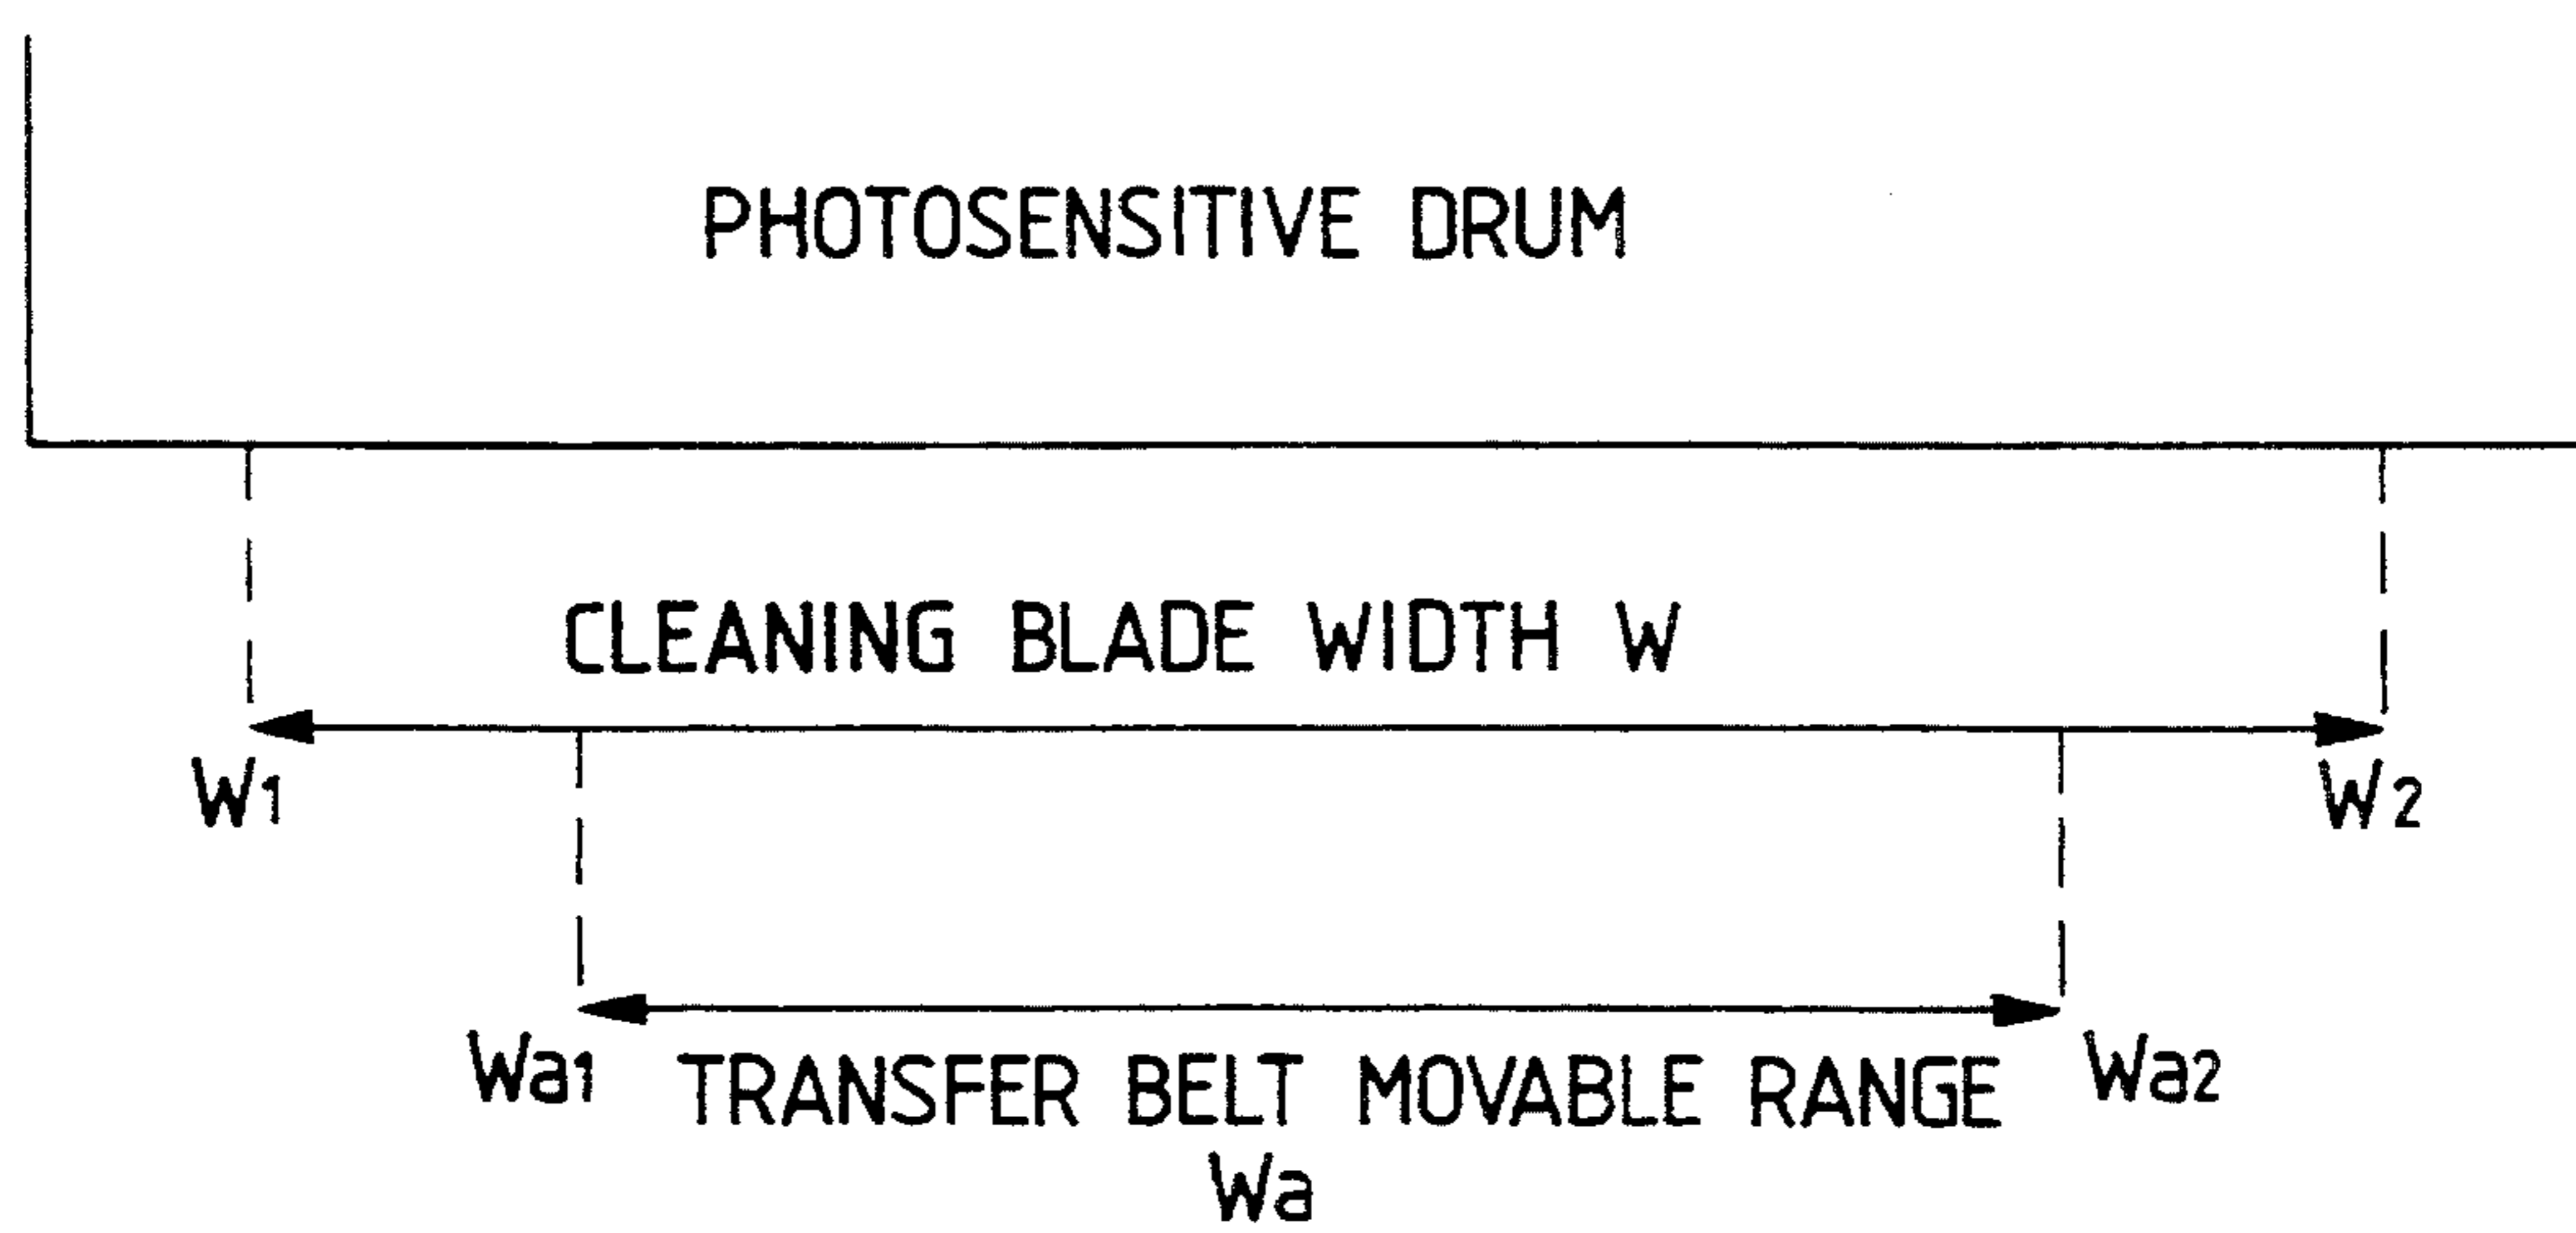 PHOTOSENSITIVE DRUM
CLEANING BLADE WIDTH W
W1
W2
Wa1
TRANSFER BELT MOVABLE RANGE
Wa2
Wa